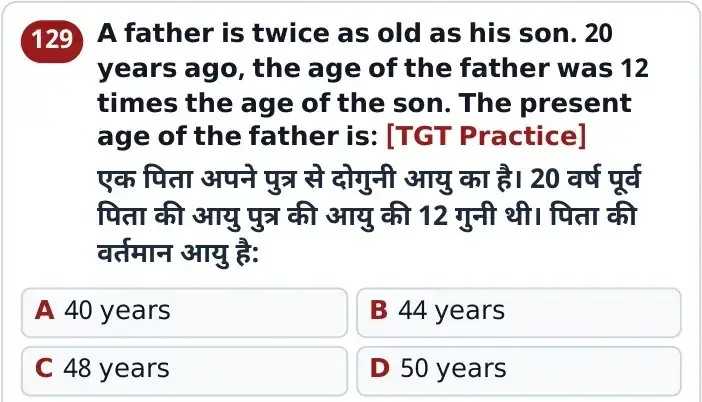 129 A father is twice as old as his son. 20
years ago, the age of the father was 12
times the age of the son. The present
age of the father is: [TGT Practice]
एक पिता अपने पुत्र से दोगुनी आयु का है। 20 वर्ष पूर्व
पिता की आयु पुत्र की आयु की 12 गुनी थी। पिता की
वर्तमान आयु है:
A 40 years B 44 years
C 48 years D 50 years